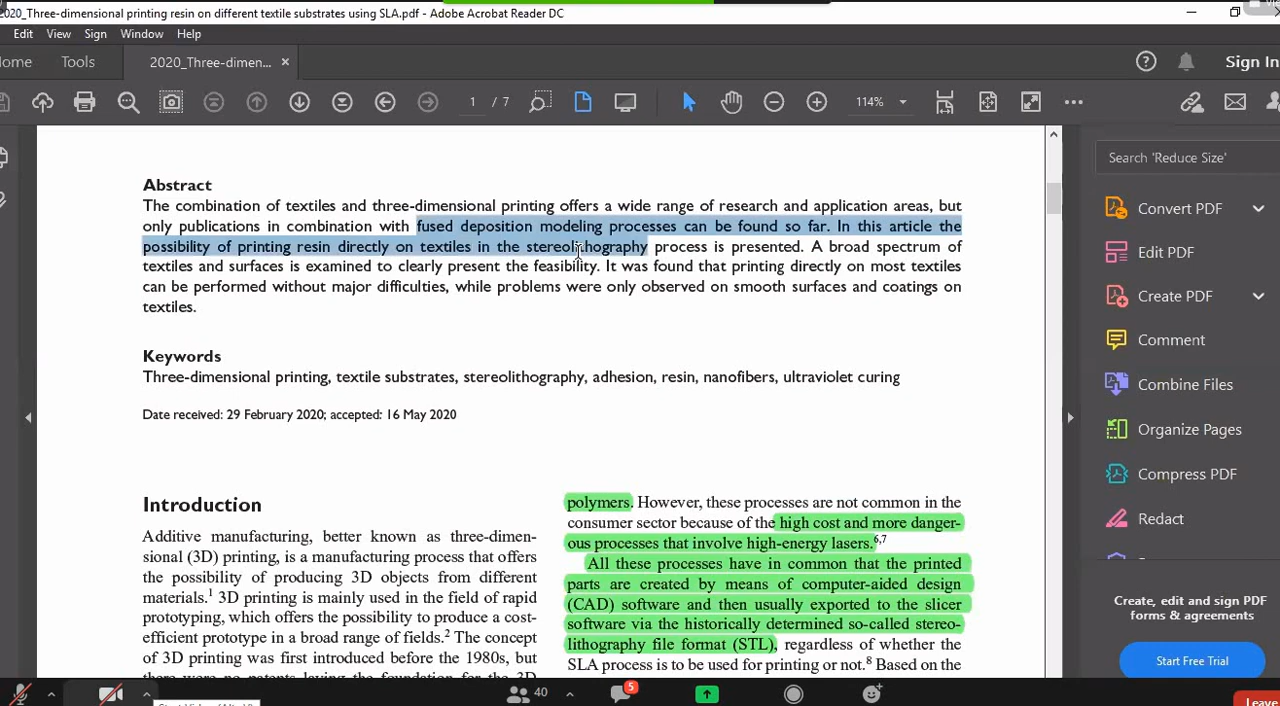 2020_Three-dimensional printing resin on different textile substrates using SLA.pdf - Adobe Acrobat Reader DC
Edit View Sign Window Help
ome Tools 2020_Three-dimen... × Sign In
1 / 7 114%
Abstract
The combination of textiles and three-dimensional printing offers a wide range of research and application areas, but
only publications in combination with fused deposition modeling processes can be found so far. In this article the
possibility of printing resin directly on textiles in the stereolithography process is presented. A broad spectrum of
textiles and surfaces is examined to clearly present the feasibility. It was found that printing directly on most textiles
can be performed without major difficulties, while problems were only observed on smooth surfaces and coatings on
textiles.
Keywords
Three-dimensional printing, textile substrates, stereolithography, adhesion, resin, nanofibers, ultraviolet curing
Date received: 29 February 2020; accepted: 16 May 2020
Introduction
Additive manufacturing, better known as three-dimen-
sional (3D) printing, is a manufacturing process that offers
the possibility of producing 3D objects from different
materials.1 3D printing is mainly used in the field of rapid
prototyping, which offers the possibility to produce a cost-
efficient prototype in a broad range of fields.2 The concept
of 3D printing was first introduced before the 1980s, but
there were no patents laying the foundation for the 3D
polymers. However, these processes are not common in the
consumer sector because of the high cost and more danger-
ous processes that involve high-energy lasers.6,7
All these processes have in common that the printed
parts are created by means of computer-aided design
(CAD) software and then usually exported to the slicer
software via the historically determined so-called stereo-
lithography file format (STL), regardless of whether the
SLA process is to be used for printing or not.8 Based on the
Search 'Reduce Size'
Convert PDF
Edit PDF
Create PDF
Comment
Combine Files
Organize Pages
Compress PDF
Redact
Create, edit and sign PDF
forms & agreements
Start Free Trial
40 5
Leave